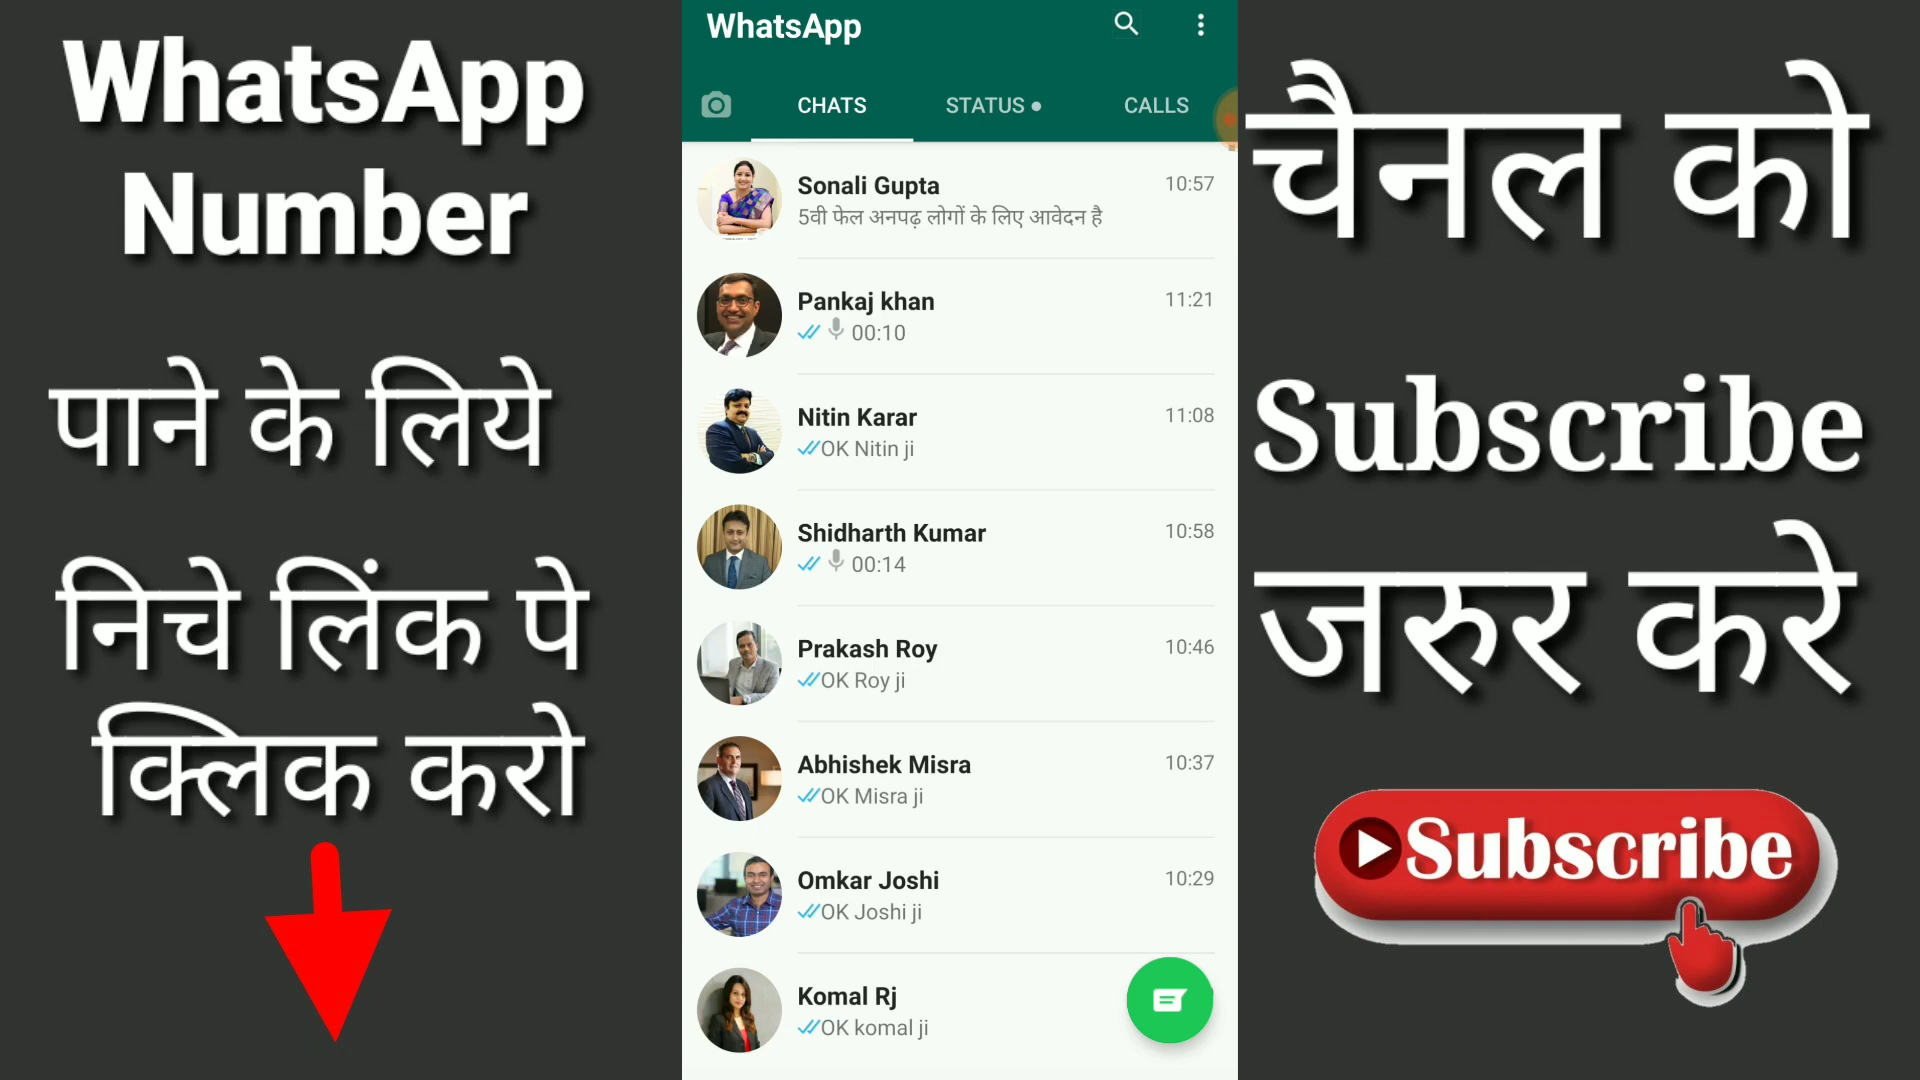 WhatsApp
Number
पाने के लिये
निचे लिंक पे
क्लिक करो
WhatsApp
CHATS
STATUS
CALLS
Sonali Gupta
10:57
5वी फेल अनपढ़ लोगों के लिए आवेदन है
Pankaj khan
11:21
00:10
Nitin Karar
11:08
OK Nitin ji
Shidharth Kumar
10:58
00:14
Prakash Roy
10:46
OK Roy ji
Abhishek Misra
10:37
OK Misra ji
Omkar Joshi
10:29
OK Joshi ji
Komal Rj
OK komal ji
चैनल को
Subscribe
जरुर करे
Subscribe